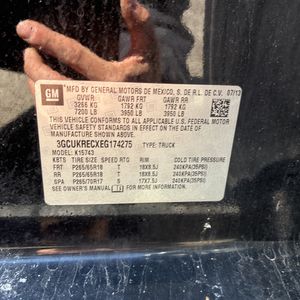 GM
MFD BY GENERAL MOTORS DE MEXICO, S. DE R.L. DE C.V. 07/13
GVWR GAWR FRT GAWR RR
3266 KG 1792 KG 1792 KG
7200 LB 3950 LB 3950 LB
THIS VEHICLE CONFORMS TO ALL APPLICABLE U.S. FEDERAL MOTOR
VEHICLE SAFETY STANDARDS IN EFFECT ON THE DATE OF
MANUFACTURE SHOWN ABOVE.
3GCUKRECXEG174275 TYPE: TRUCK
MODEL: K15743
TIRE SIZE SPEED RTG RIM COLD TIRE PRESSURE
FRT P265/65R18 T 18X8.5J 240KPA(35PSI)
RR P265/65R18 T 18X8.5J 240KPA(35PSI)
SPA P265/70R17 S 17X7.5J 240KPA(35PSI)
SEE OWNER'S MANUAL FOR MORE INFORMATION.